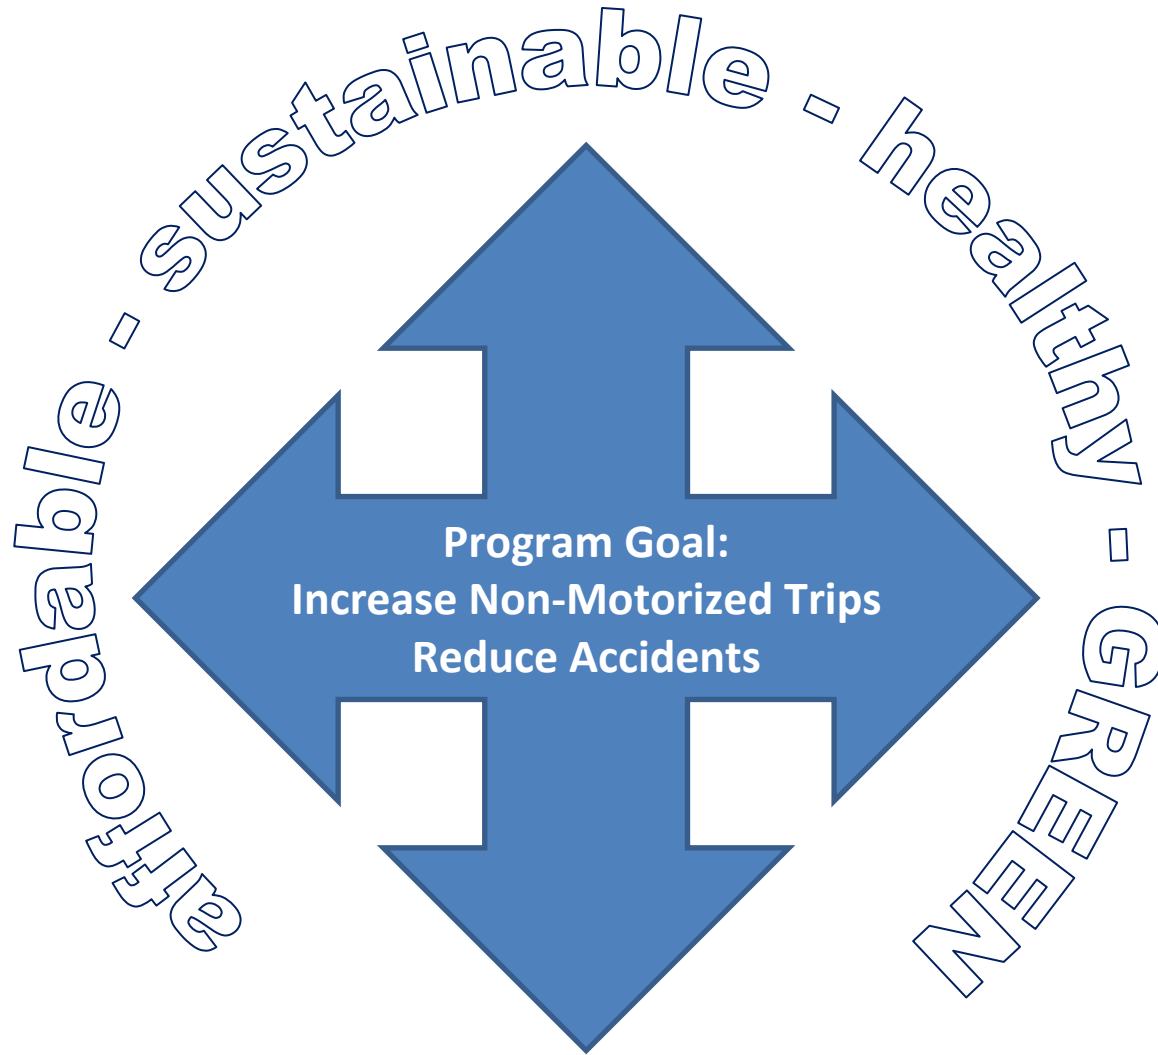 affordable - sustainable - healthy - GREEN
Program Goal:
Increase Non-Motorized Trips
Reduce Accidents